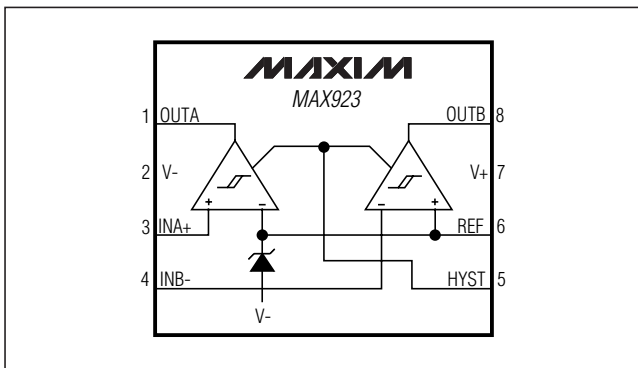 MAXIM
MAX923
1 OUTA OUTB 8
2 V- V+ 7
+ - - +
3 INA+ REF 6
4 INB- HYST 5
V-